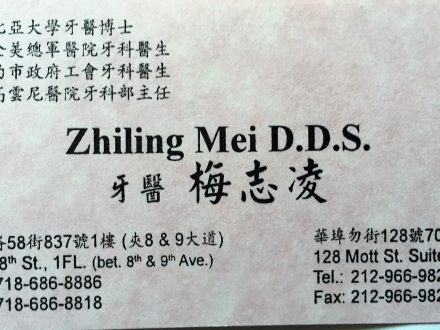 比亞大學牙醫博士
全美總軍醫院牙科醫生
約市政府工會牙科醫生
高雲尼醫院牙科部主任
Zhiling Mei D.D.S.
牙醫 梅志凌
58街837號1樓 (夾8 & 9大道)
8th St., 1FL. (bet. 8th & 9th Ave.)
718-686-8886
718-686-8818
華埠勿街128號70
128 Mott St. Suite
Tel.: 212-966-98
Fax: 212-966-982